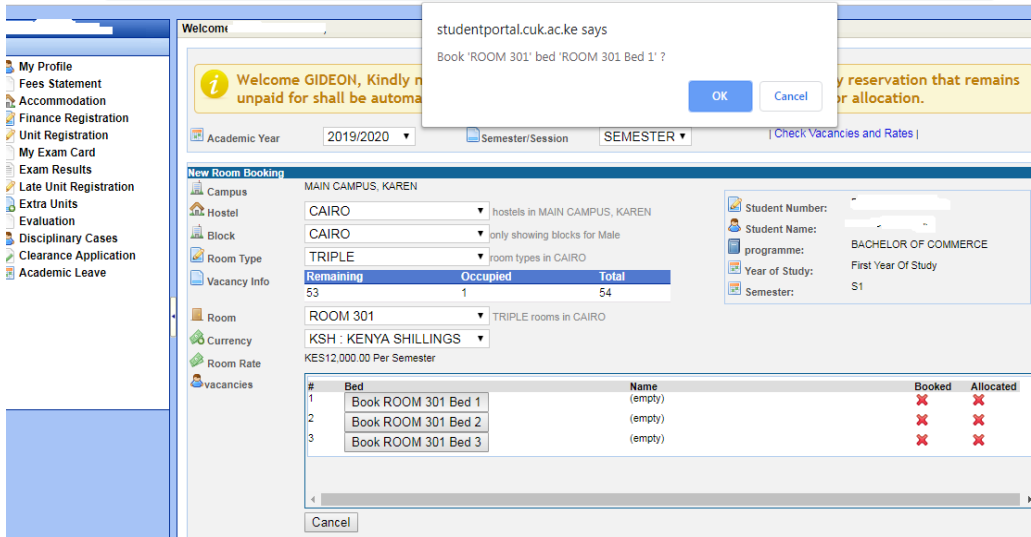 studentportal.cuk.ac.ke says
Book 'ROOM 301' bed 'ROOM 301 Bed 1' ?
OK Cancel
My Profile
Fees Statement
Accommodation
Finance Registration
Unit Registration
My Exam Card
Exam Results
Late Unit Registration
Extra Units
Evaluation
Disciplinary Cases
Clearance Application
Academic Leave
Welcome ,
Welcome GIDEON, Kindly y reservation that remains
unpaid for shall be automa or allocation.
Academic Year 2019/2020 Semester/Session SEMESTER | Check Vacancies and Rates |
New Room Booking
Campus MAIN CAMPUS, KAREN
Hostel CAIRO hostels in MAIN CAMPUS, KAREN
Block CAIRO only showing blocks for Male
Room Type TRIPLE room types in CAIRO
Vacancy Info Remaining Occupied Total
53 1 54
Room ROOM 301 TRIPLE rooms in CAIRO
Currency KSH : KENYA SHILLINGS
Room Rate KES12,000.00 Per Semester
vacancies
# Bed Name Booked Allocated
1 Book ROOM 301 Bed 1 (empty)
2 Book ROOM 301 Bed 2 (empty)
3 Book ROOM 301 Bed 3 (empty)
Cancel
Student Number:
Student Name:
programme: BACHELOR OF COMMERCE
Year of Study: First Year Of Study
Semester: S1